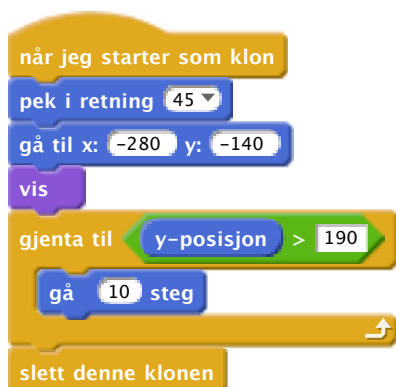 når jeg starter som klon
pek i retning 45
gå til x: -280 y: -140
vis
gjenta til y-posisjon > 190
gå 10 steg
slett denne klonen